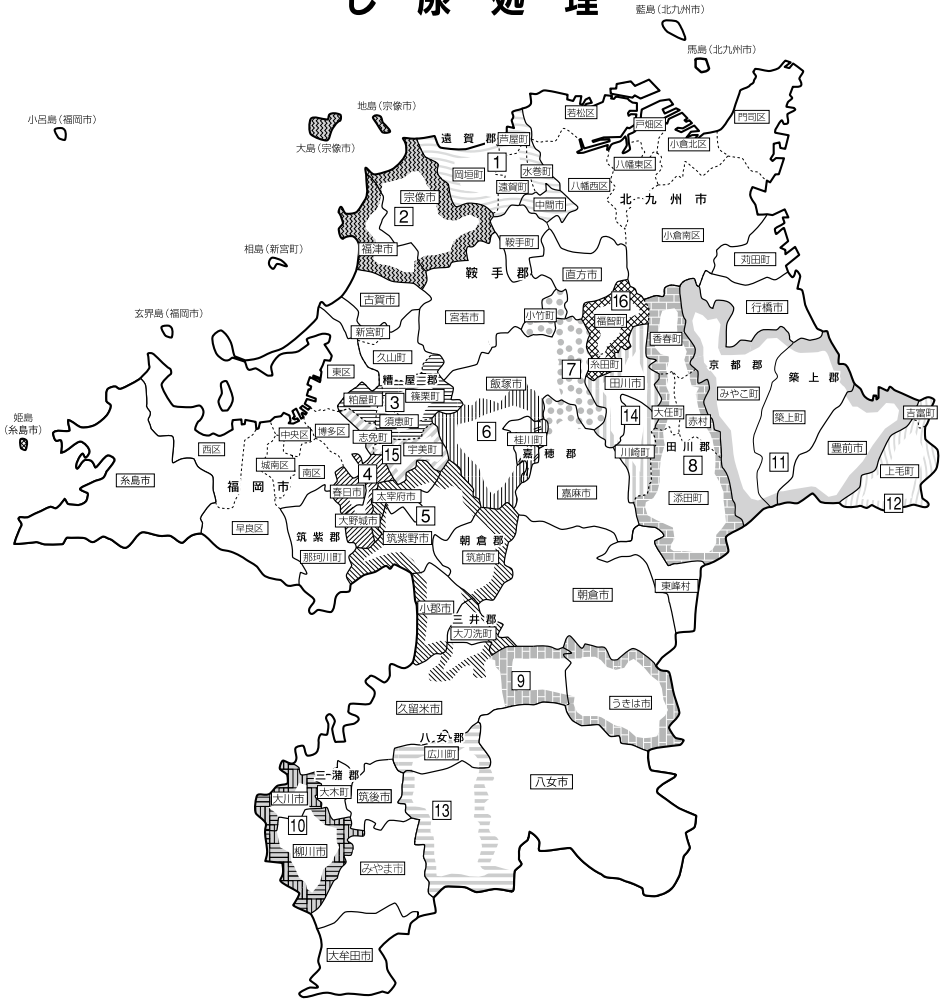 し尿処理
藍島（北九州市）
馬島（北九州市）
小呂島（福岡市）
地島（宗像市）
大島（宗像市）
若松区
戸畑区
門司区
遠賀郡
芦屋町
小倉北区
1
岡垣町
水巻町
遠賀町
八幡東区
八幡西区
中間市
北九州市
宗像市
2
小倉南区
福津市
鞍手町
相島（新宮町）
鞍手郡
直方市
苅田町
古賀市
16
行橋市
玄界島（福岡市）
宮若市
小竹町
福智町
新宮町
香春町
久山町
糸田町
京都郡
東区
糟屋郡
7
築上郡
飯塚市
田川市
みやこ町
柏屋町
3
篠栗町
姫島
（糸島市）
須恵町
14
大任町
赤村
築上町
吉富町
中央区
博多区
志免町
6
桂川町
西区
宇美町
15
嘉穂郡
川崎町
田川郡
豊前市
城南区
南区
4
8
11
上毛町
糸島市
福岡市
春日市
太宰府市
嘉麻市
添田町
12
早良区
大野城市
5
筑紫郡
筑紫野市
朝倉郡
那珂川町
筑前町
東峰村
朝倉市
小郡市
三井郡
大刀洗町
9
うきは市
久留米市
八女郡
広川町
三潴郡
八女市
大川市
大木町
筑後市
13
10
柳川市
みやま市
大牟田市